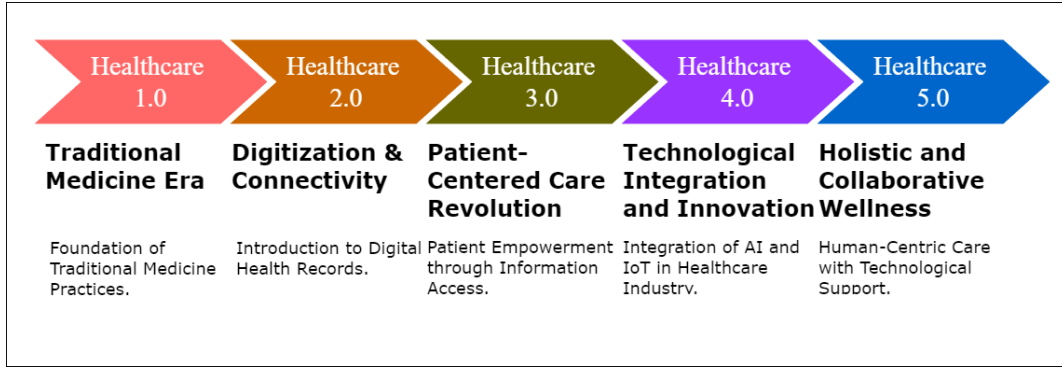 Healthcare
1.0
Healthcare
2.0
Healthcare
3.0
Healthcare
4.0
Healthcare
5.0
Traditional
Medicine Era
Digitization &
Connectivity
Patient-
Centered Care
Revolution
Technological
Integration
and Innovation
Holistic and
Collaborative
Wellness
Foundation of
Traditional Medicine
Practices.
Introduction to Digital
Health Records.
Patient Empowerment
through Information
Access.
Integration of AI and
IoT in Healthcare
Industry.
Human-Centric Care
with Technological
Support.